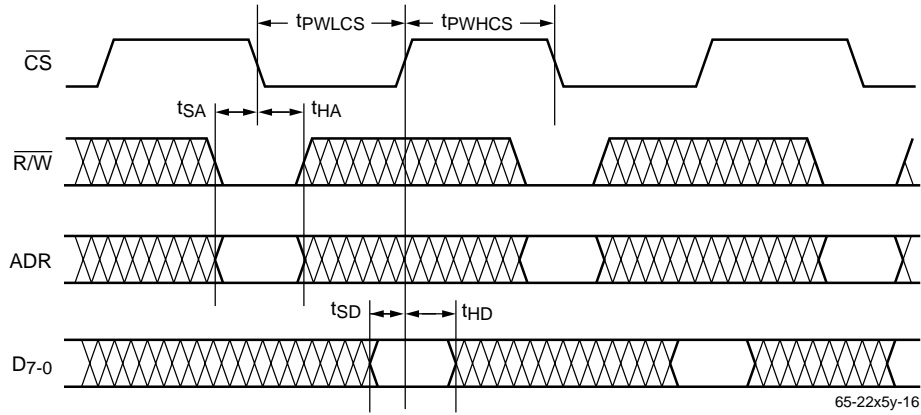 tPWLCS tPWHCS
CS
tSA tHA
R/W
ADR
tSD tHD
D7-0
65-22x5y-16